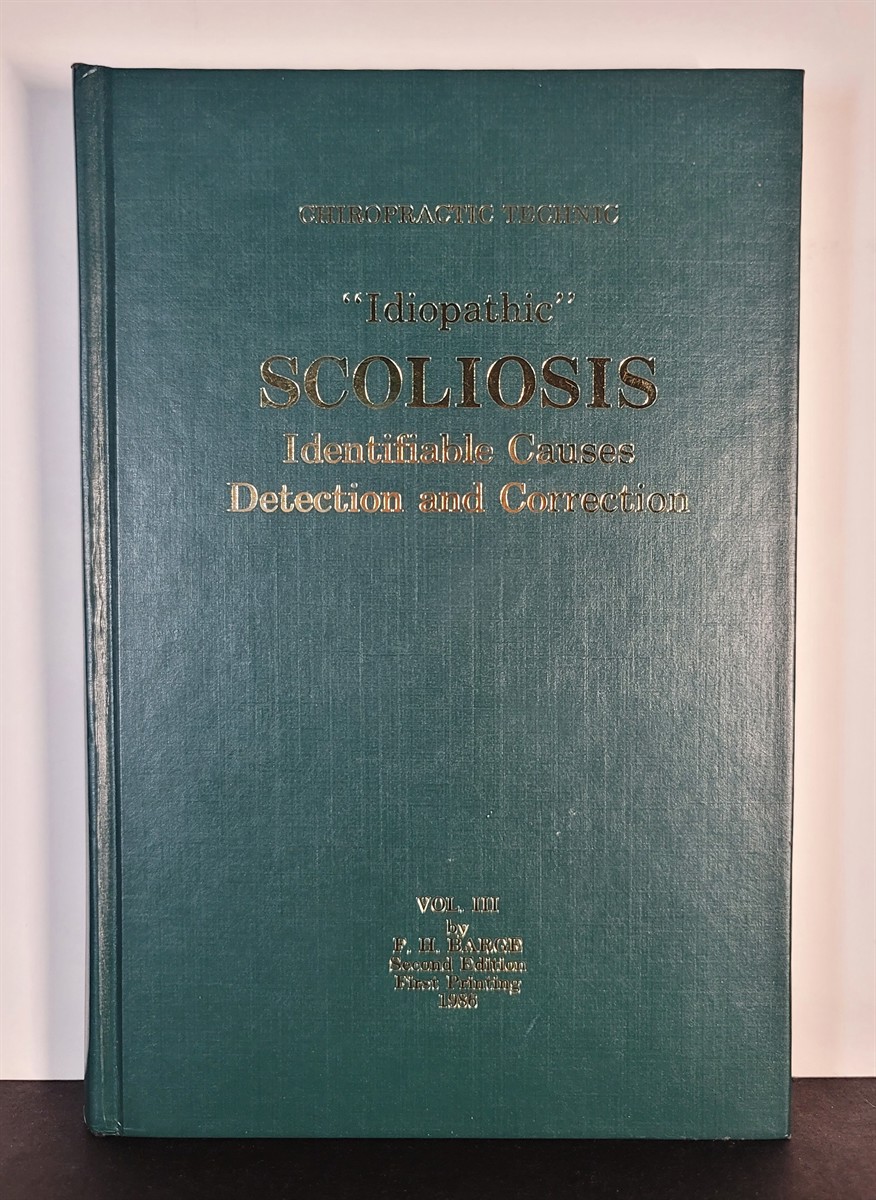 CHIROPRACTIC TECHNIC
“Idiopathic”
SCOLIOSIS
Identifiable Causes
Detection and Correction
VOL. III
by
F. H. BARGE
Second Edition
First Printing
1986